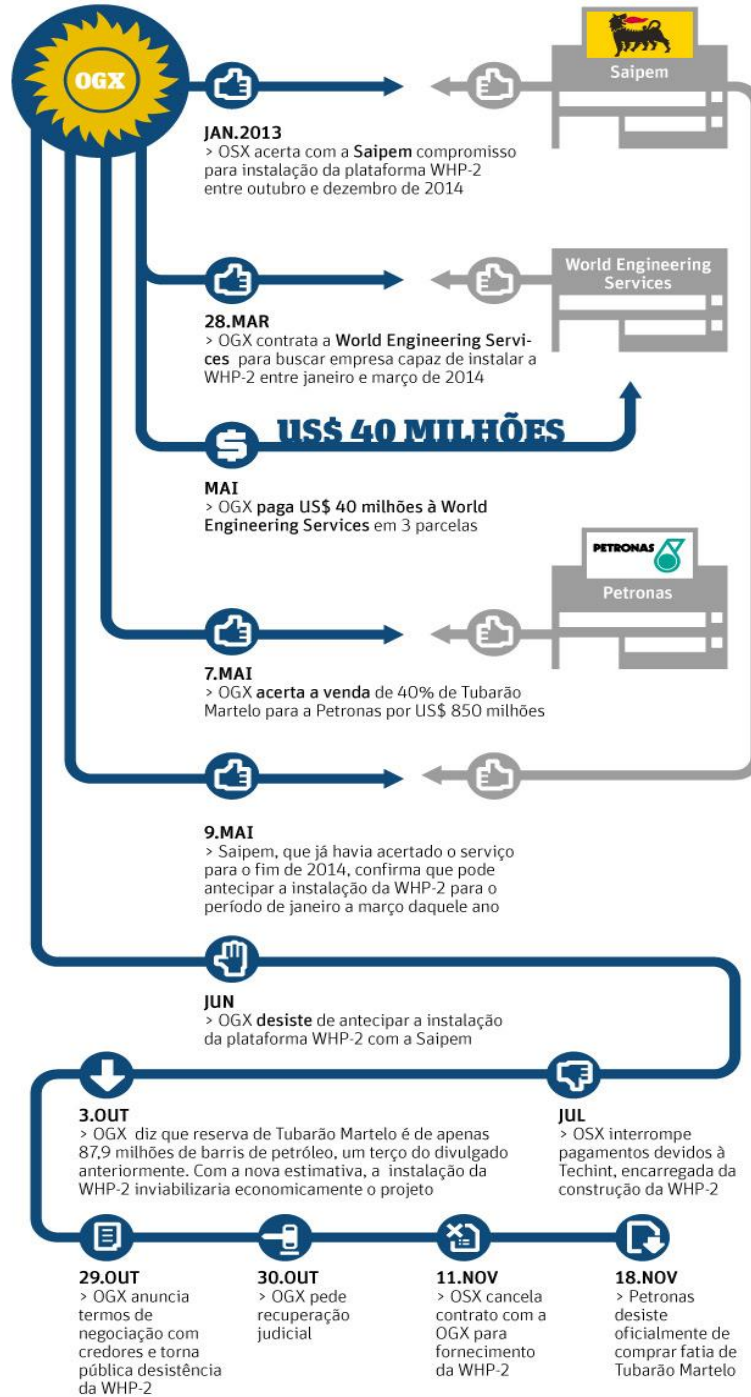 OGX
Saipem
JAN.2013
> OSX acerta com a Saipem compromisso
para instalação da plataforma WHP-2
entre outubro e dezembro de 2014
World Engineering
Services
28.MAR
> OGX contrata a World Engineering Servi-
ces para buscar empresa capaz de instalar a
WHP-2 entre janeiro e março de 2014
US$ 40 MILHÕES
MAI
> OGX paga US$ 40 milhões à World
Engineering Services em 3 parcelas
PETRONAS
Petronas
7.MAI
> OGX acerta a venda de 40% de Tubarão
Martelo para a Petronas por US$ 850 milhões
9.MAI
> Saipem, que já havia acertado o serviço
para o fim de 2014, confirma que pode
antecipar a instalação da WHP-2 para o
período de janeiro a março daquele ano
JUN
> OGX desiste de antecipar a instalação
da plataforma WHP-2 com a Saipem
3.OUT
> OGX diz que reserva de Tubarão Martelo é de apenas
87,9 milhões de barris de petróleo, um terço do divulgado
anteriormente. Com a nova estimativa, a instalação da
WHP-2 inviabilizaria economicamente o projeto
JUL
> OSX interrompe
pagamentos devidos à
Techint, encarregada da
construção da WHP-2
29.OUT
> OGX anuncia
termos de
negociação com
credores e torna
pública desistência
da WHP-2
30.OUT
> OGX pede
recuperação
judicial
11.NOV
> OSX cancela
contrato com a
OGX para
fornecimento
da WHP-2
18.NOV
> Petronas
desiste
oficialmente de
comprar fatia de
Tubarão Martelo